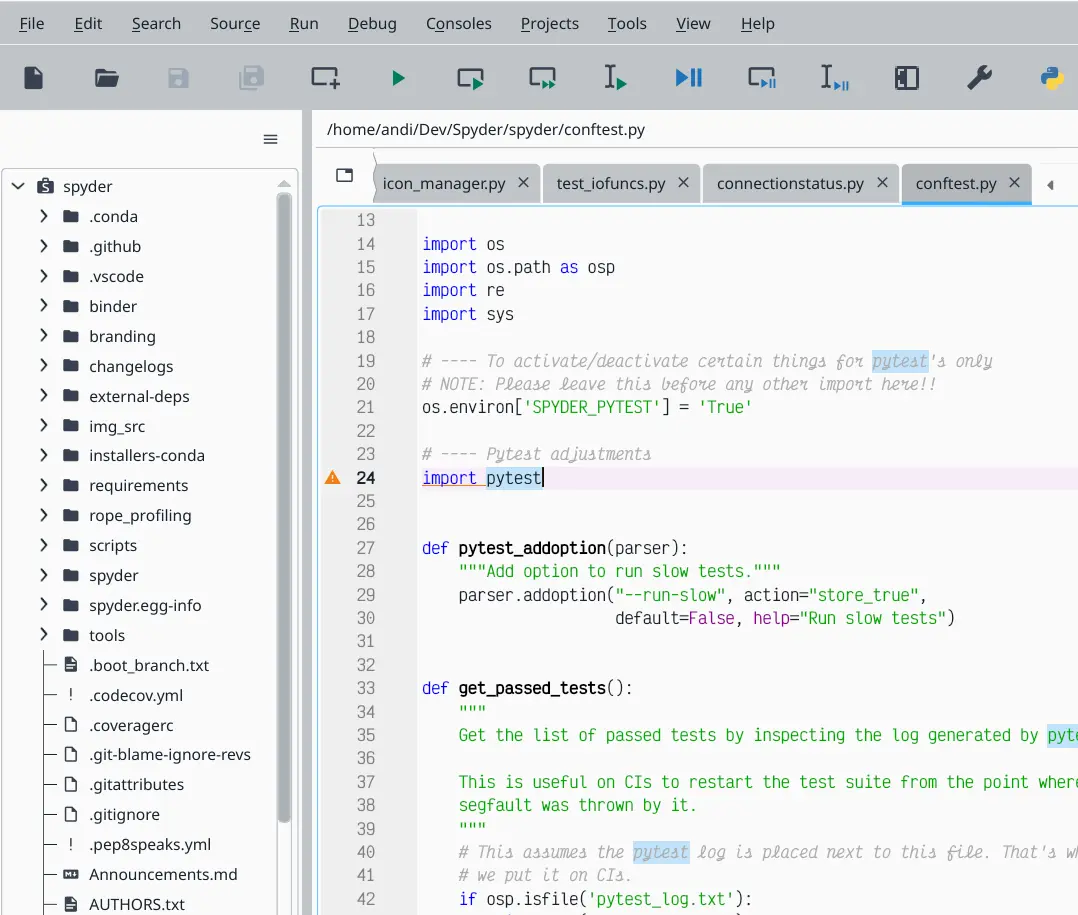 File Edit Search Source Run Debug Consoles Projects Tools View Help
/home/andi/Dev/Spyder/spyder/conftest.py
icon_manager.py test_iofuncs.py connectionstatus.py conftest.py
spyder
.conda
.github
.vscode
binder
branding
changelogs
external-deps
img_src
installers-conda
requirements
rope_profiling
scripts
spyder
spyder.egg-info
tools
.boot_branch.txt
.codecov.yml
.coveragerc
.git-blame-ignore-revs
.gitattributes
.gitignore
.pep8speaks.yml
Announcements.md
AUTHORS.txt
13
14 import os
15 import os.path as osp
16 import re
17 import sys
18
19 # ---- To activate/deactivate certain things for pytest's only
20 # NOTE: Please leave this before any other import here!!
21 os.environ['SPYDER_PYTEST'] = 'True'
22
23 # ---- Pytest adjustments
24 import pytest
25
26
27 def pytest_addoption(parser):
28 """Add option to run slow tests."""
29 parser.addoption("--run-slow", action="store_true",
30 default=False, help="Run slow tests")
31
32
33 def get_passed_tests():
34 """
35 Get the list of passed tests by inspecting the log generated by pyte
36
37 This is useful on CIs to restart the test suite from the point where
38 segfault was thrown by it.
39 """
40 # This assumes the pytest log is placed next to this file. That's w
41 # we put it on CIs.
42 if osp.isfile('pytest_log.txt'):